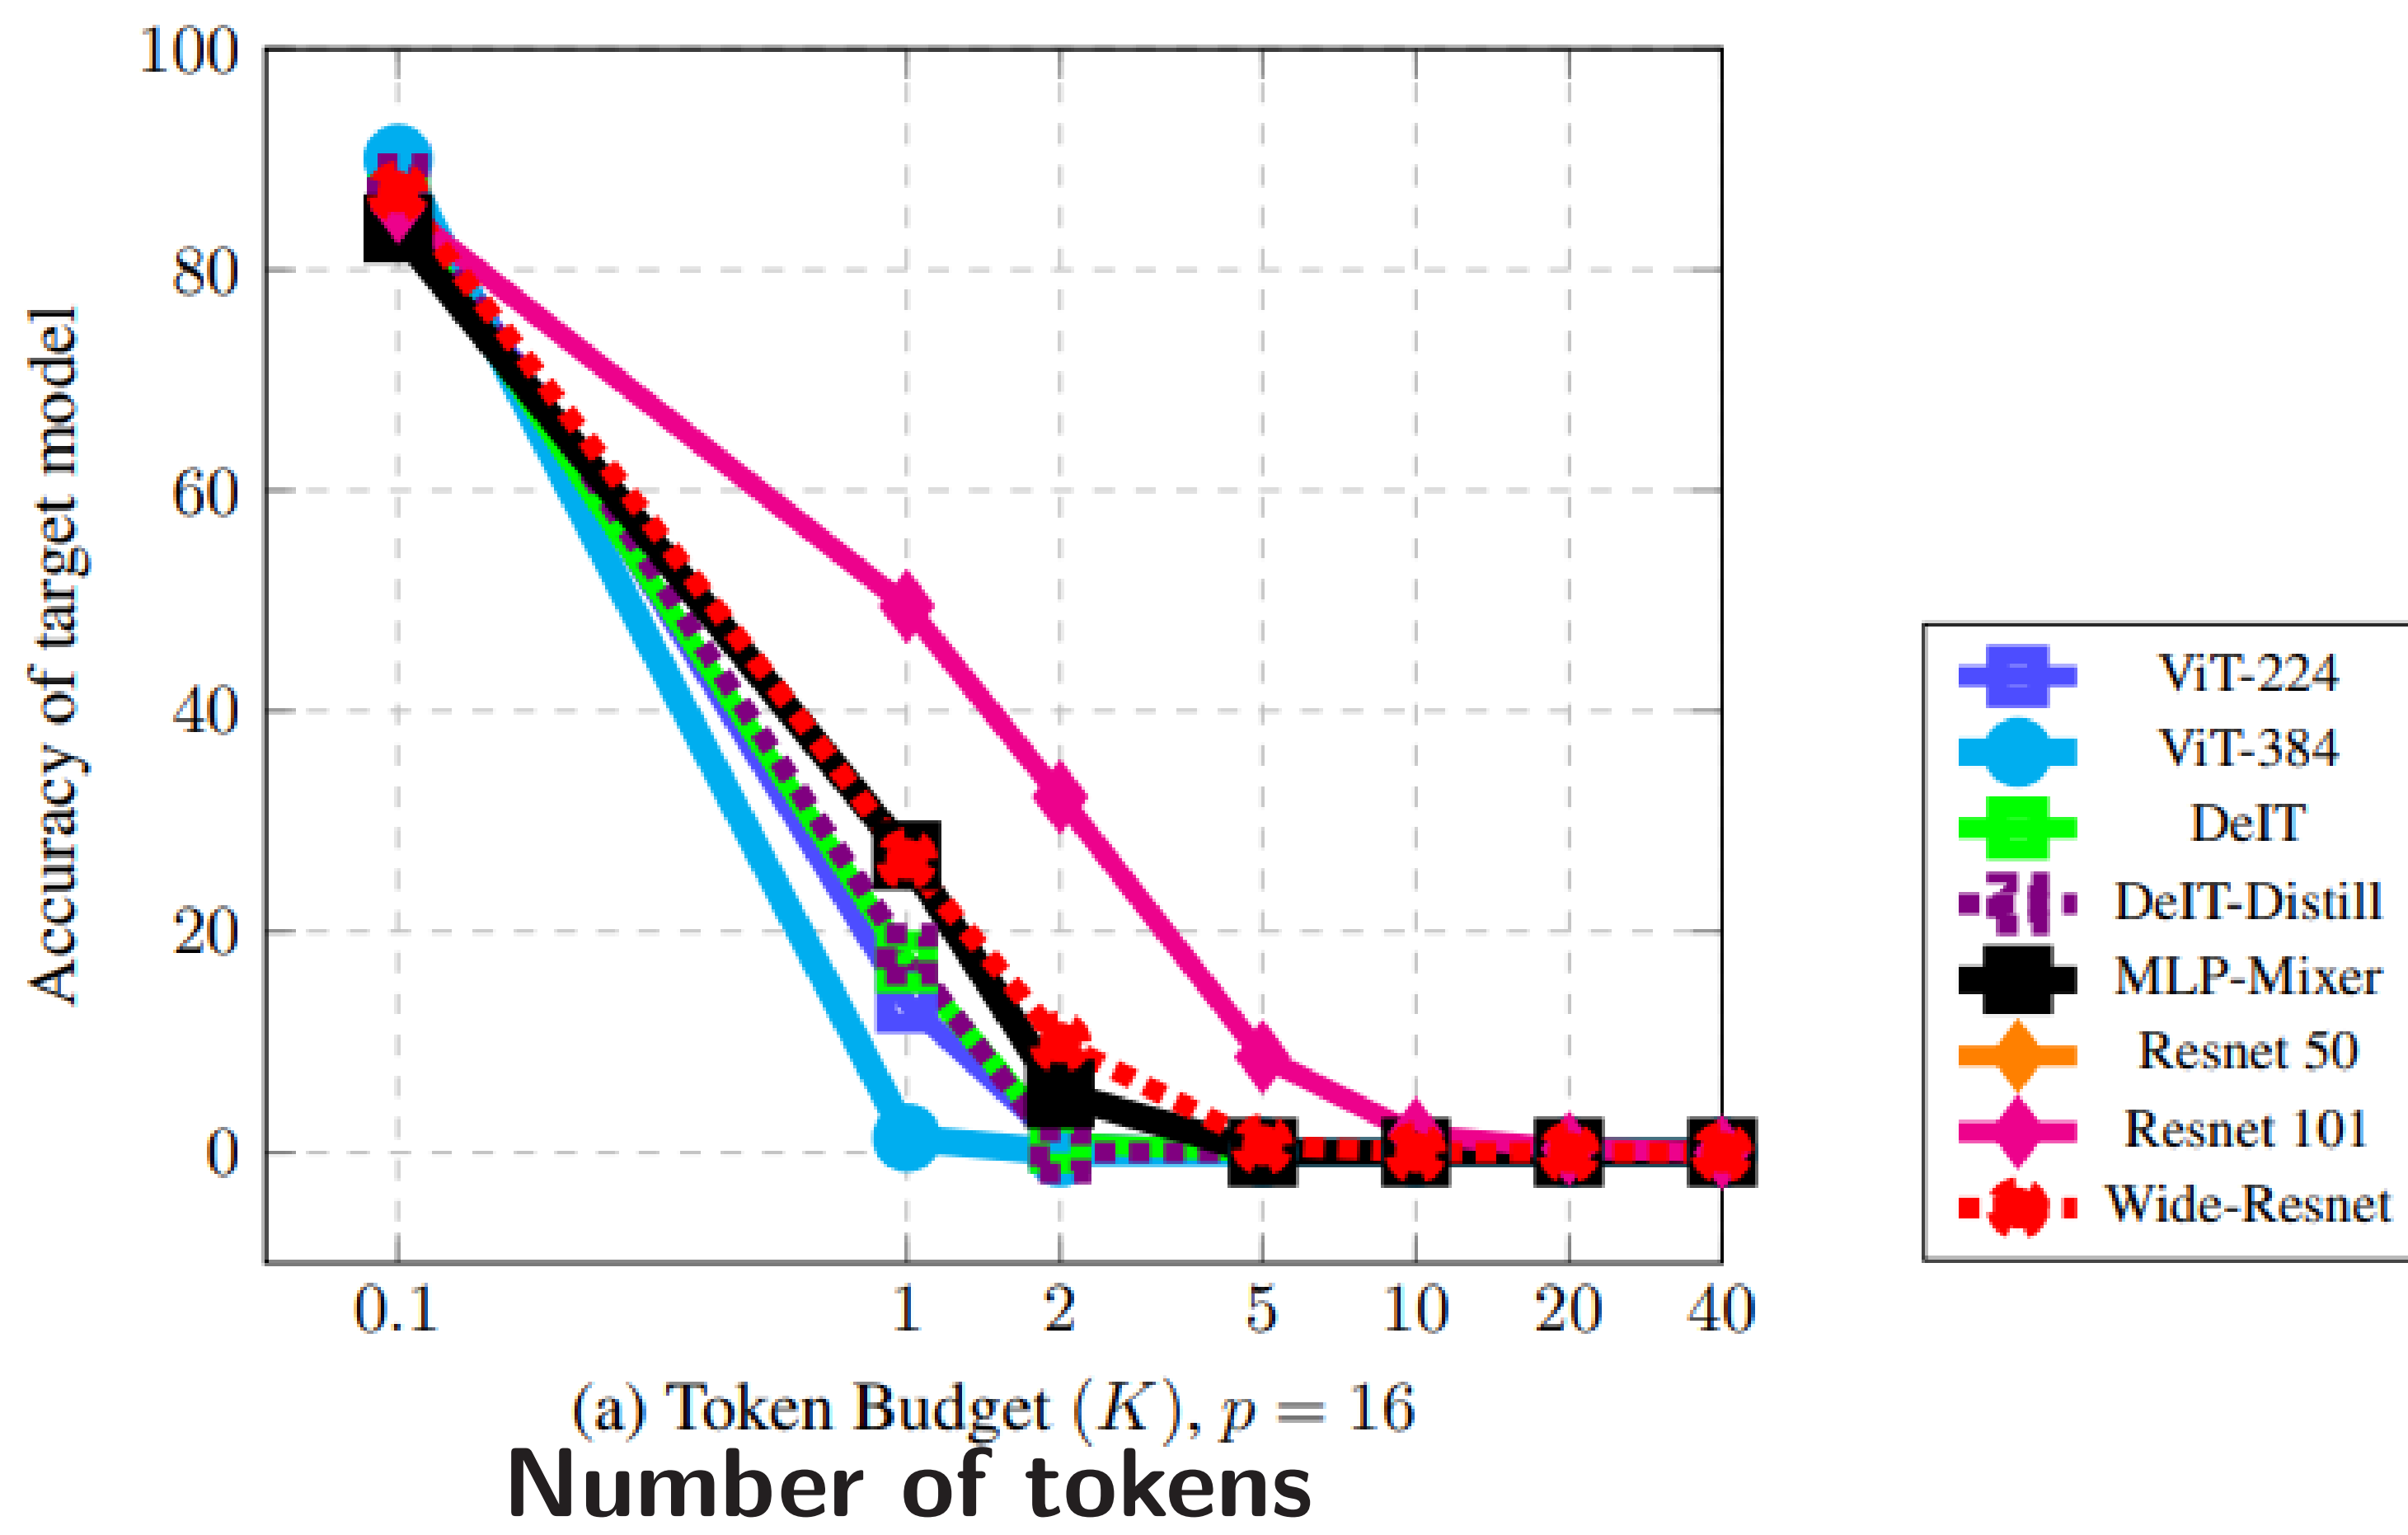 100
80
60
40
20
0
Accuracy of target model
0.1 1 2 5 10 20 40
(a) Token Budget (K), p = 16
Number of tokens
ViT-224
ViT-384
DeIT
DeIT-Distill
MLP-Mixer
Resnet 50
Resnet 101
Wide-Resnet